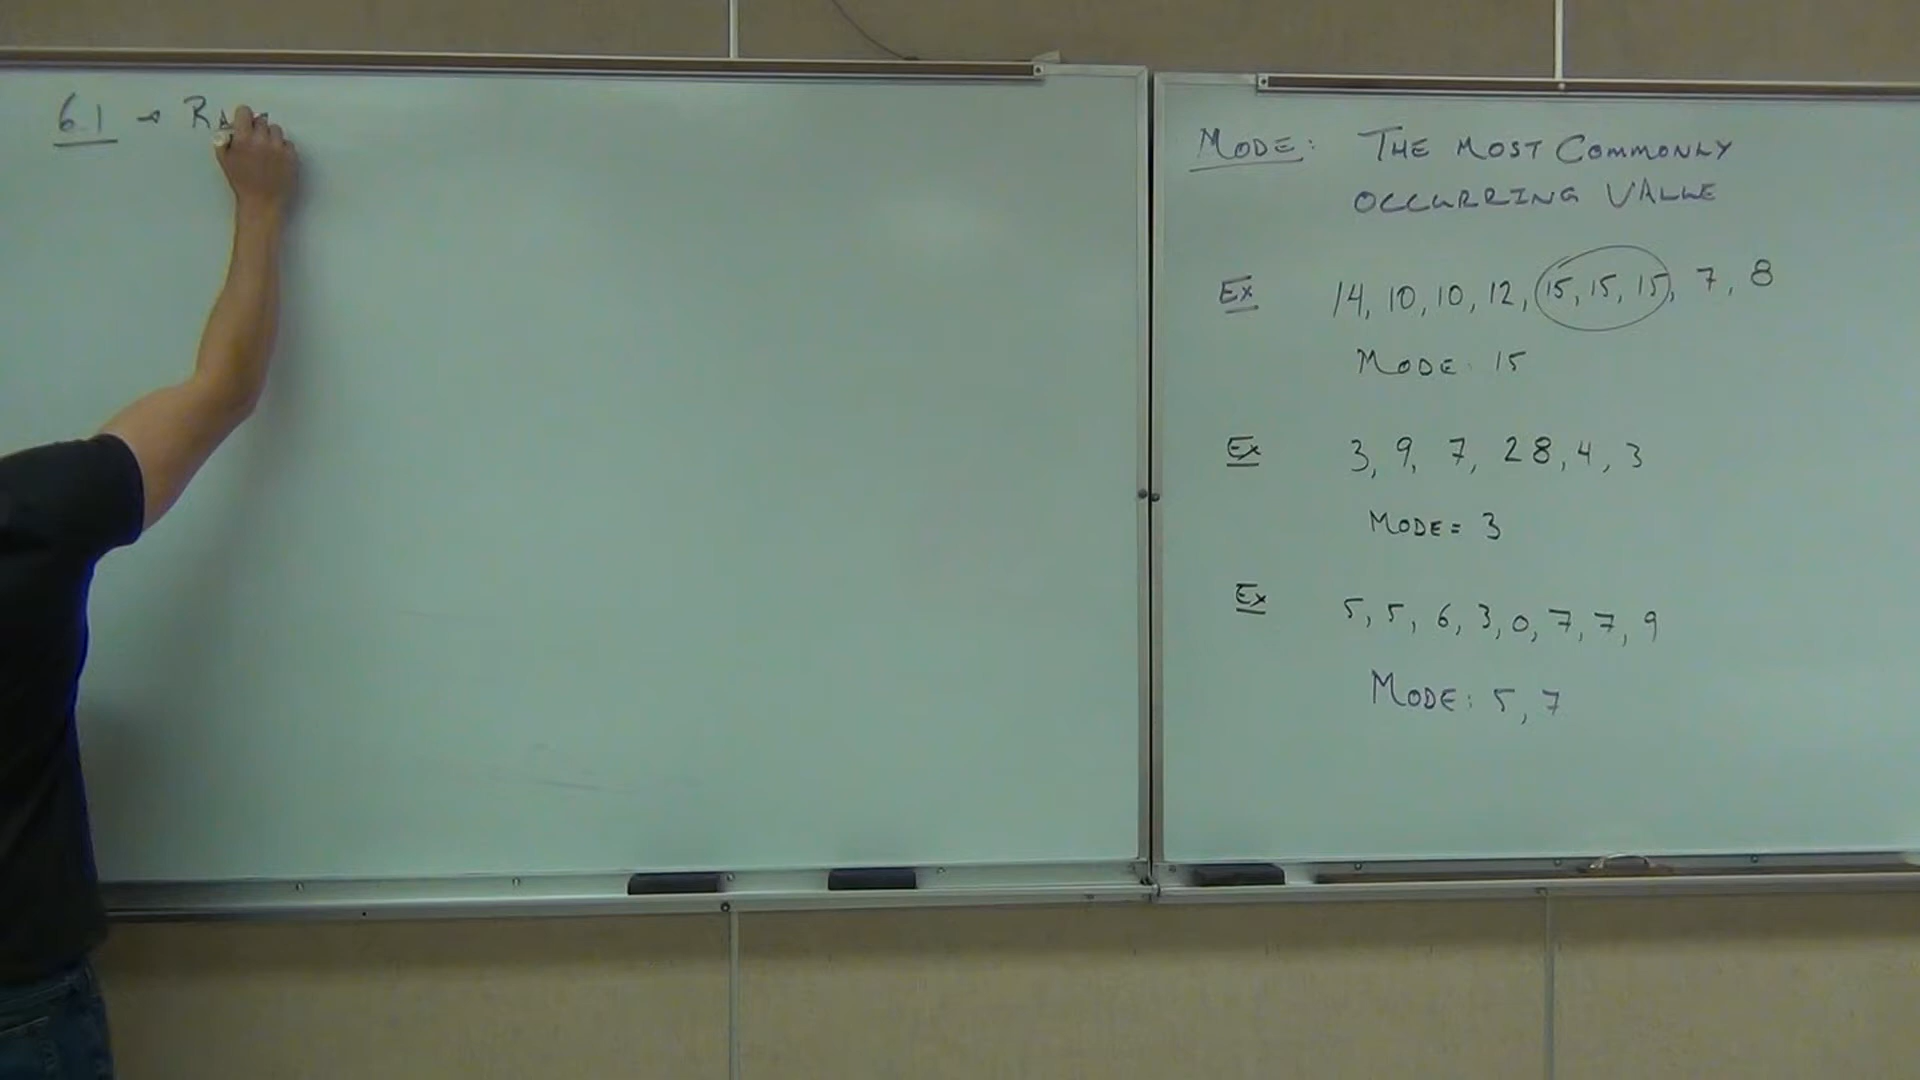 6.1 →
MODE: THE MOST COMMONLY
OCCURRING VALUE
Ex 14, 10, 10, 12, 15, 15, 15, 7, 8
MODE: 15
Ex 3, 9, 7, 28, 4, 3
MODE = 3
Ex 5, 5, 6, 3, 0, 7, 7, 9
MODE: 5, 7